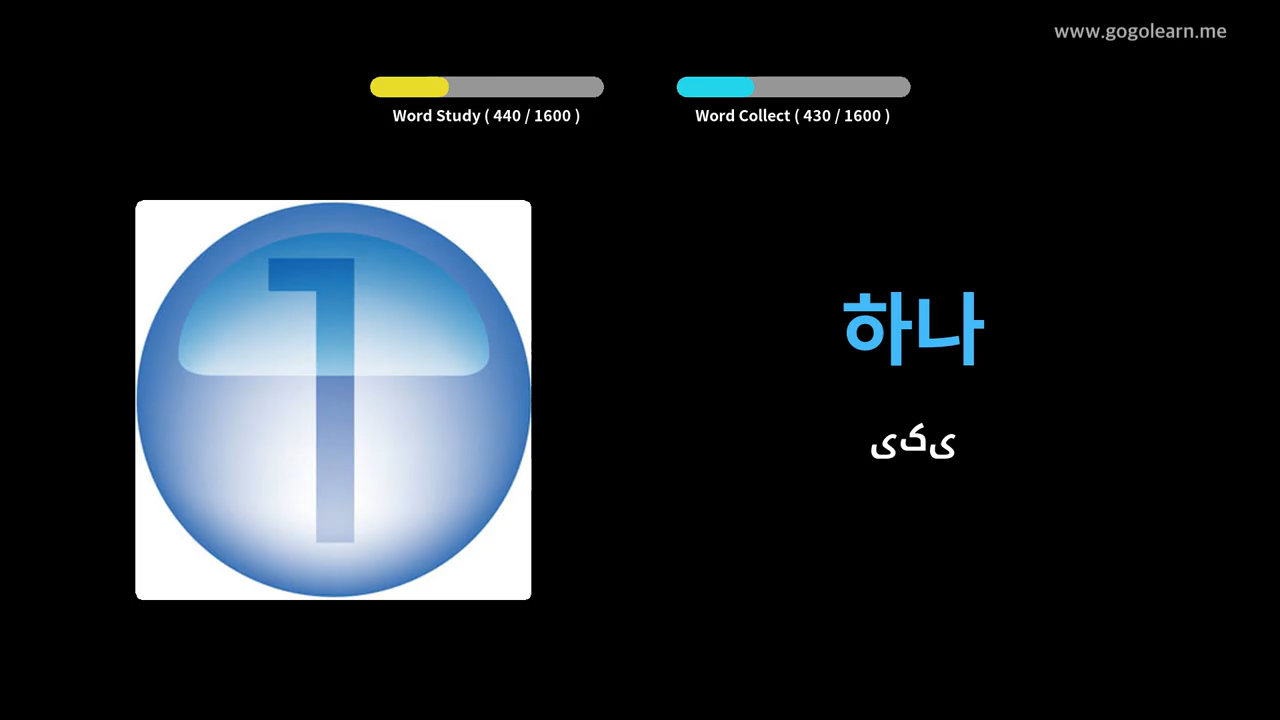 www.gogolearn.me
Word Study ( 440 / 1600 )
Word Collect ( 430 / 1600 )
1
하나
یکی